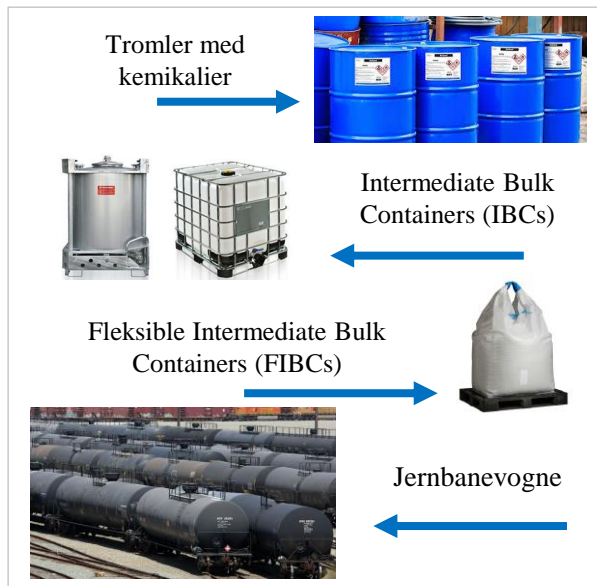 Tromler med
kemikalier
Intermediate Bulk
Containers (IBCs)
Fleksible Intermediate Bulk
Containers (FIBCs)
Jernbanevogne